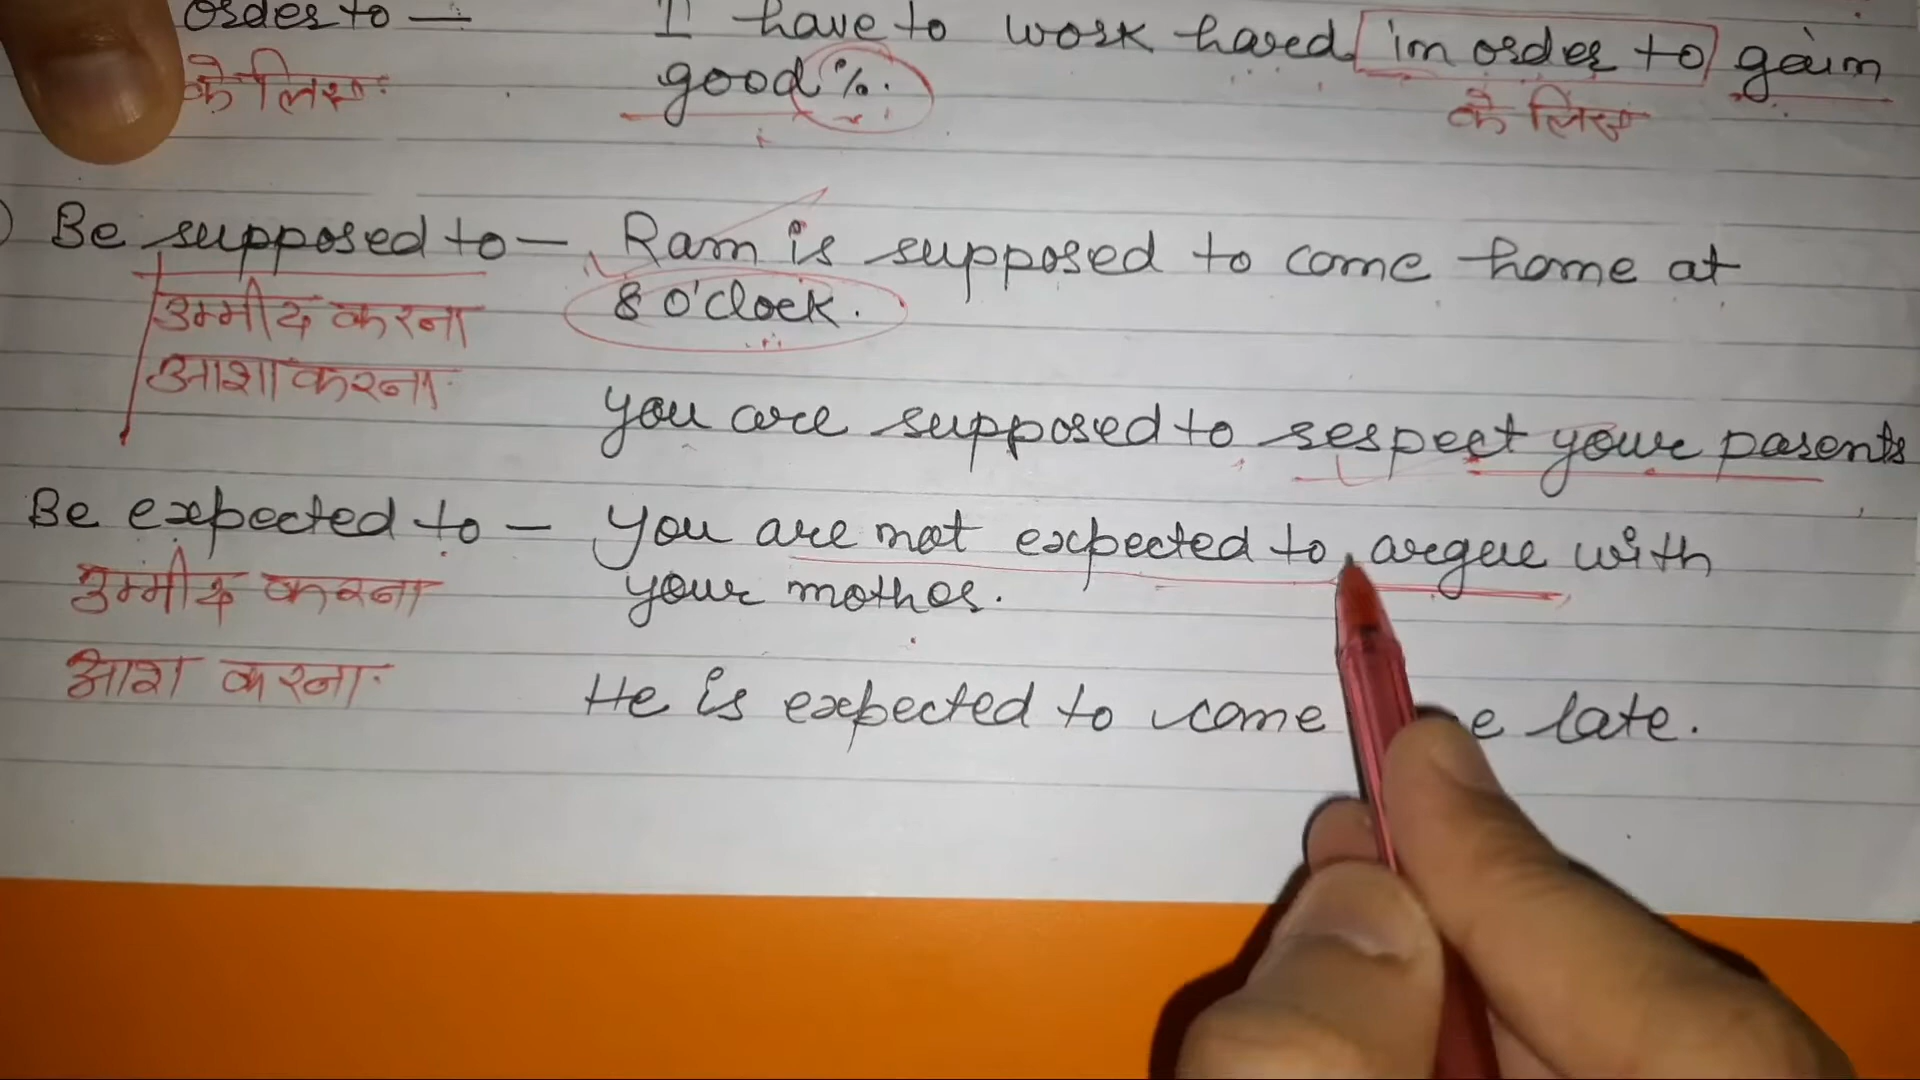 order to — I have to work hard in order to gain
के लिए good %. के लिए
Be supposed to — Ram is supposed to come home at
उम्मीद करना 8 o'clock.
आशा करना
you are supposed to respect your parents
Be expected to — you are not expected to argue with
उम्मीद करना your mother.
आशा करना He is expected to come late.